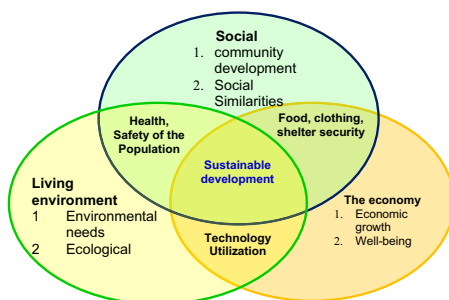 Social
1. community
development
2. Social
Similarities
Health,
Safety of the
Population
Food, clothing,
shelter security
Sustainable
development
Living
environment
1 Environmental
needs
2 Ecological
The economy
1. Economic
growth
2. Well-being
Technology
Utilization